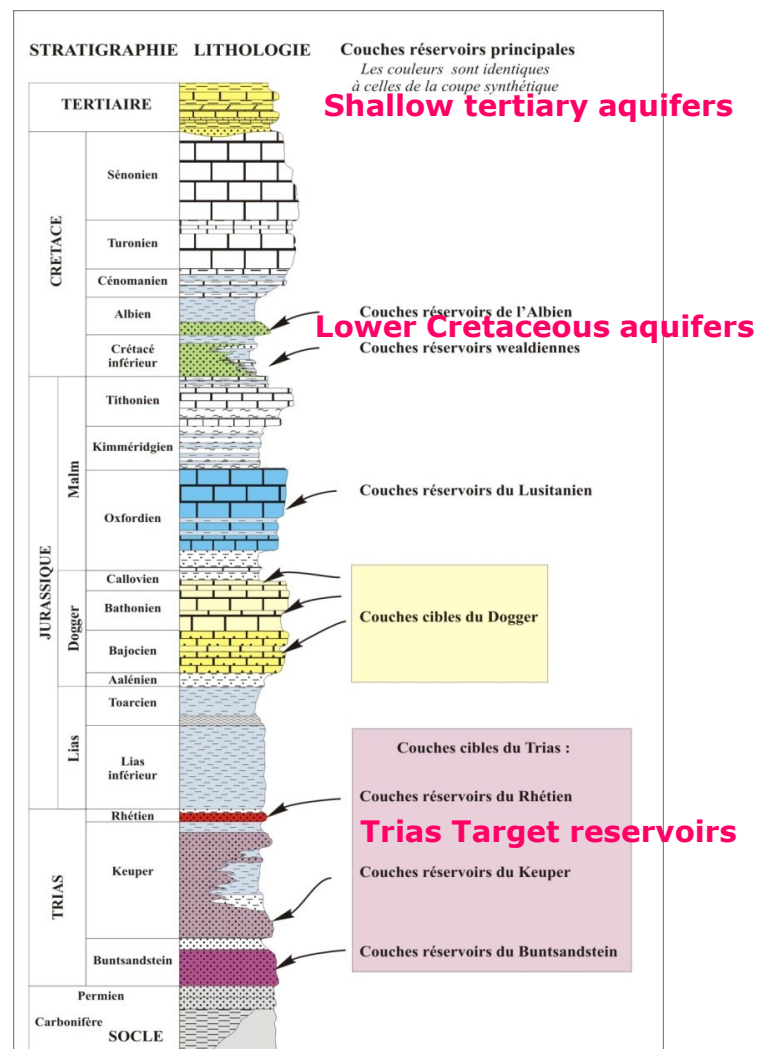 STRATIGRAPHIE LITHOLOGIE Couches réservoirs principales
Les couleurs sont identiques
à celles de la coupe synthétique
TERTIAIRE
Shallow tertiary aquifers
CRETACE
Sénonien
Turonien
Cénomanien
Albien
Couches réservoirs de l'Albien
Lower Cretaceous aquifers
Crétacé
inférieur
Couches réservoirs wealdiennes
JURASSIQUE
Malm
Tithonien
Kimméridgien
Oxfordien
Couches réservoirs du Lusitanien
Dogger
Callovien
Bathonien
Couches cibles du Dogger
Bajocien
Aalénien
Lias
Toarcien
Lias
inférieur
Couches cibles du Trias :
TRIAS
Rhétien
Couches réservoirs du Rhétien
Trias Target reservoirs
Keuper
Couches réservoirs du Keuper
Buntsandstein
Couches réservoirs du Buntsandstein
Permien
Carbonifère
SOCLE